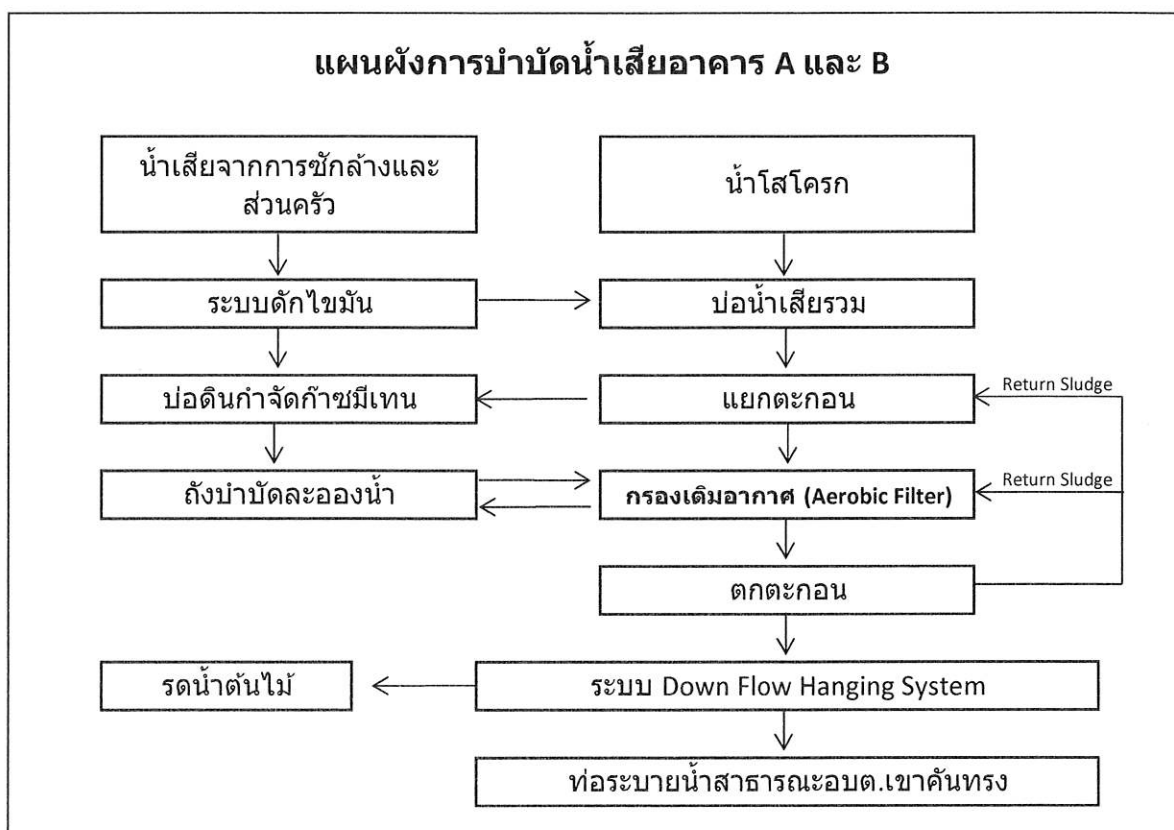 แผนผังการบำบัดน้ำเสียอาคาร A และ B
น้ำเสียจากการซักล้างและ
ส่วนครัว
น้ำโสโครก
ระบบดักไขมัน
บ่อน้ำเสียรวม
บ่อดินกำจัดก๊าซมีเทน
แยกตะกอน
Return Sludge
ถังบำบัดละอองน้ำ
กรองเติมอากาศ (Aerobic Filter)
Return Sludge
ตกตะกอน
รดน้ำต้นไม้
ระบบ Down Flow Hanging System
ท่อระบายน้ำสาธารณะอบต.เขาคันทรง